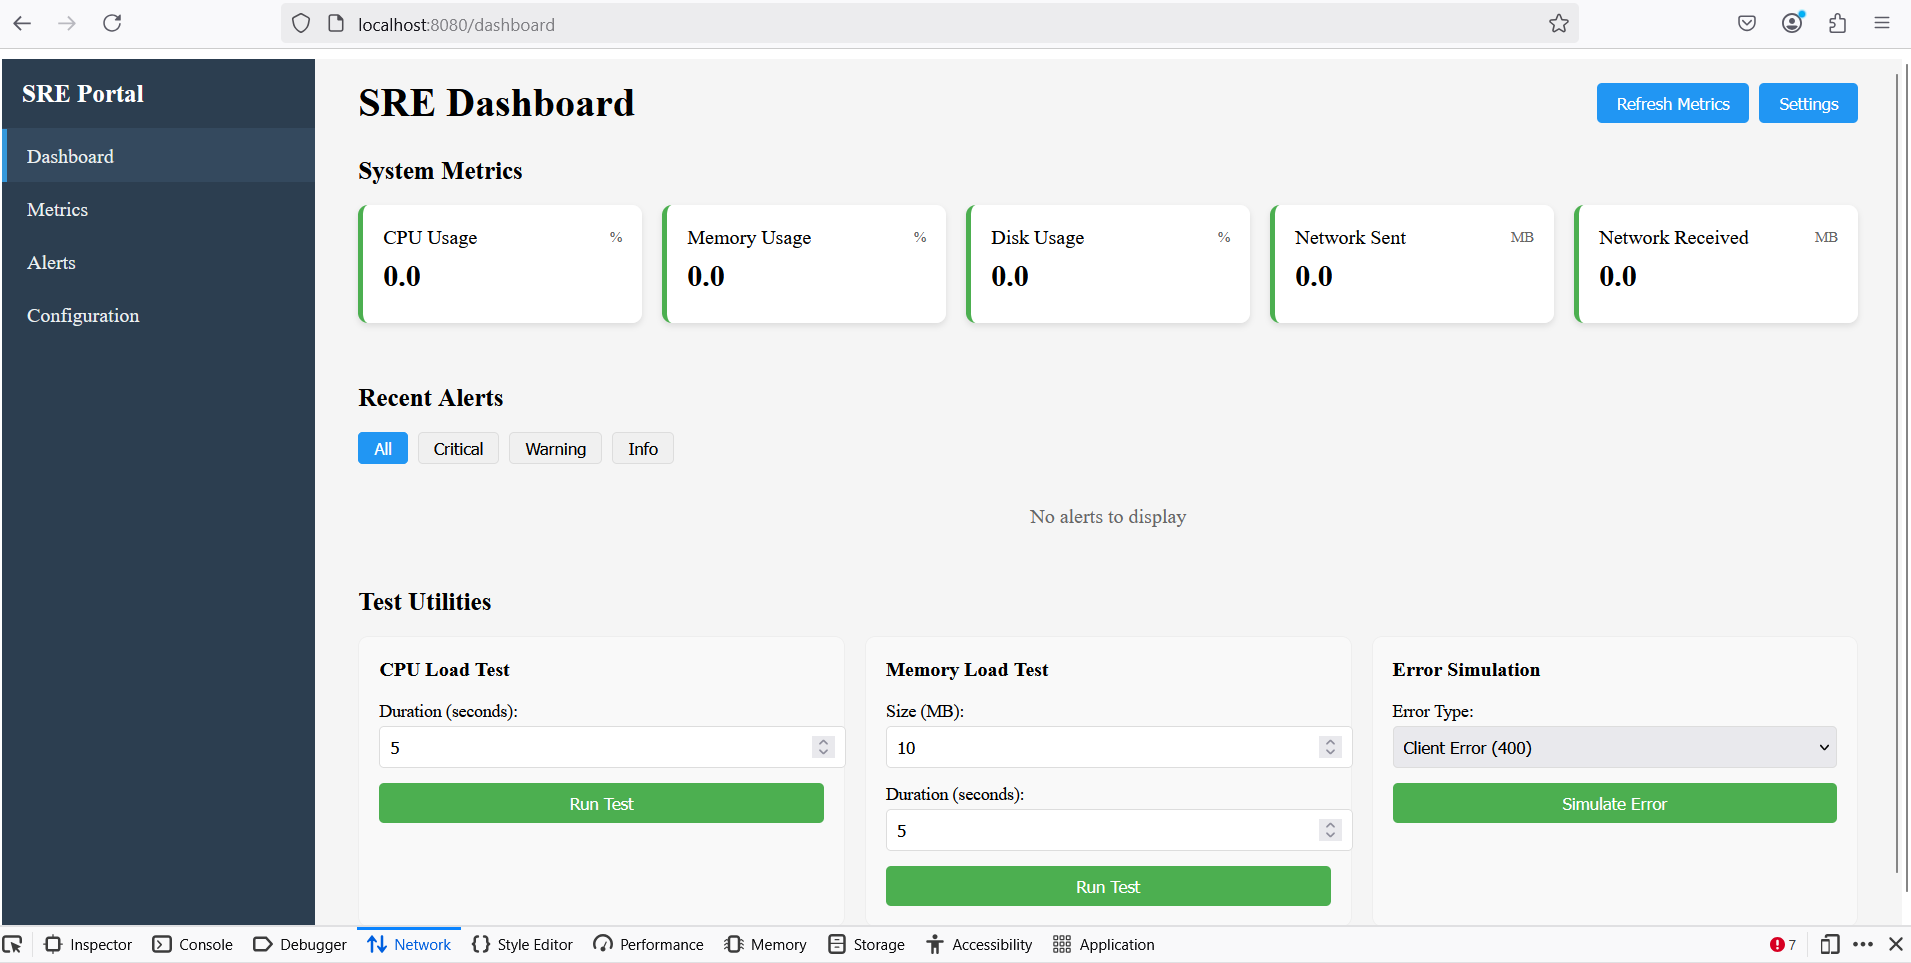 localhost:8080/dashboard
SRE Portal
Dashboard
Metrics
Alerts
Configuration
SRE Dashboard
Refresh Metrics
Settings
System Metrics
CPU Usage %
0.0
Memory Usage %
0.0
Disk Usage %
0.0
Network Sent MB
0.0
Network Received MB
0.0
Recent Alerts
All
Critical
Warning
Info
No alerts to display
Test Utilities
CPU Load Test
Duration (seconds):
5
Run Test
Memory Load Test
Size (MB):
10
Duration (seconds):
5
Run Test
Error Simulation
Error Type:
Client Error (400)
Simulate Error
Inspector
Console
Debugger
Network
Style Editor
Performance
Memory
Storage
Accessibility
Application
7